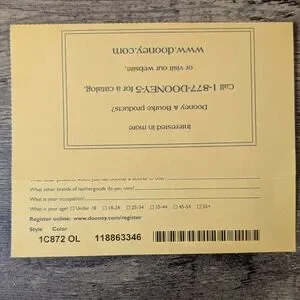 Interested in more
Dooney & Bourke products?
Call 1-877-DOONEY-5 for a catalog,
or visit our website.
www.dooney.com
What other brands of leathergoods do you own?
What is your occupation?
What is your age? Under 18 18-24 25-34 35-44 45-54 55+
Register online: www.dooney.com/register
Style Color
1C872 OL 118863346